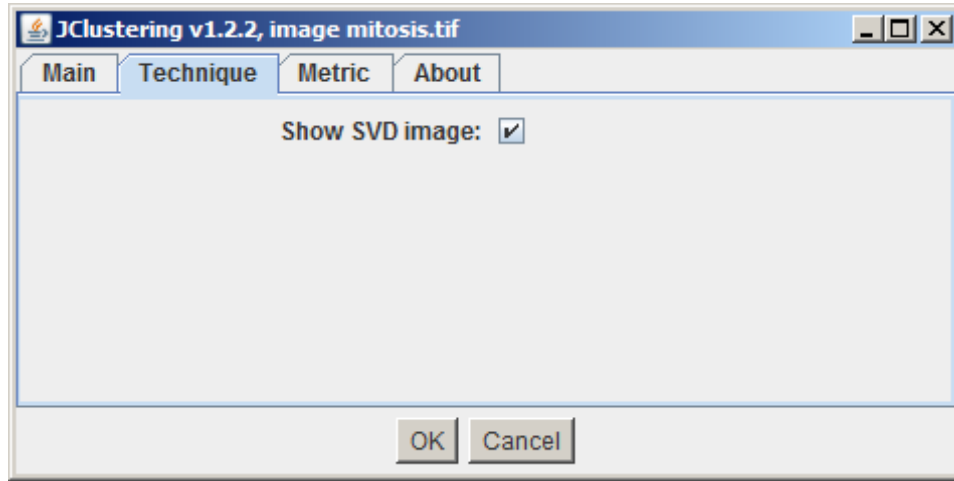 JClustering v1.2.2, image mitosis.tif
Main Technique Metric About
Show SVD image:
OK Cancel